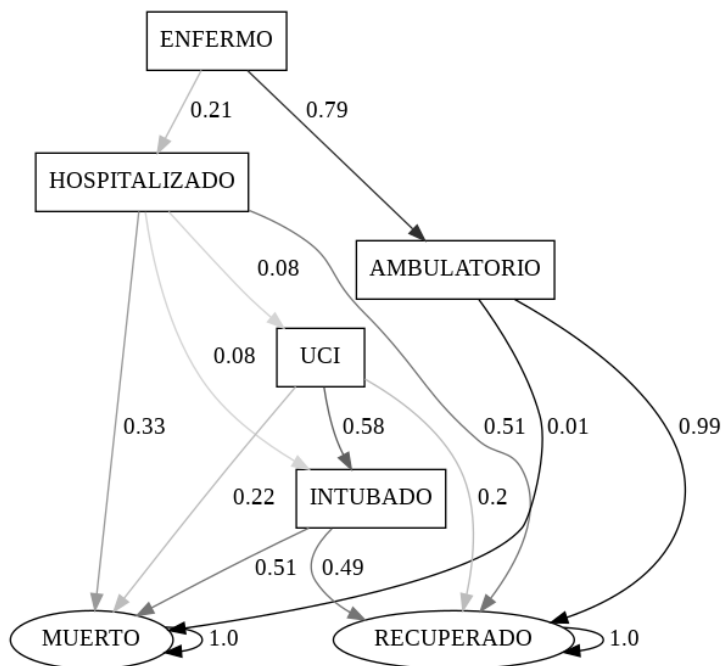 ENFERMO
0.21
0.79
HOSPITALIZADO
AMBULATORIO
0.08
UCI
0.08
0.33
0.58
0.51
0.01
0.99
INTUBADO
0.22
0.2
0.51
0.49
MUERTO
1.0
RECUPERADO
1.0